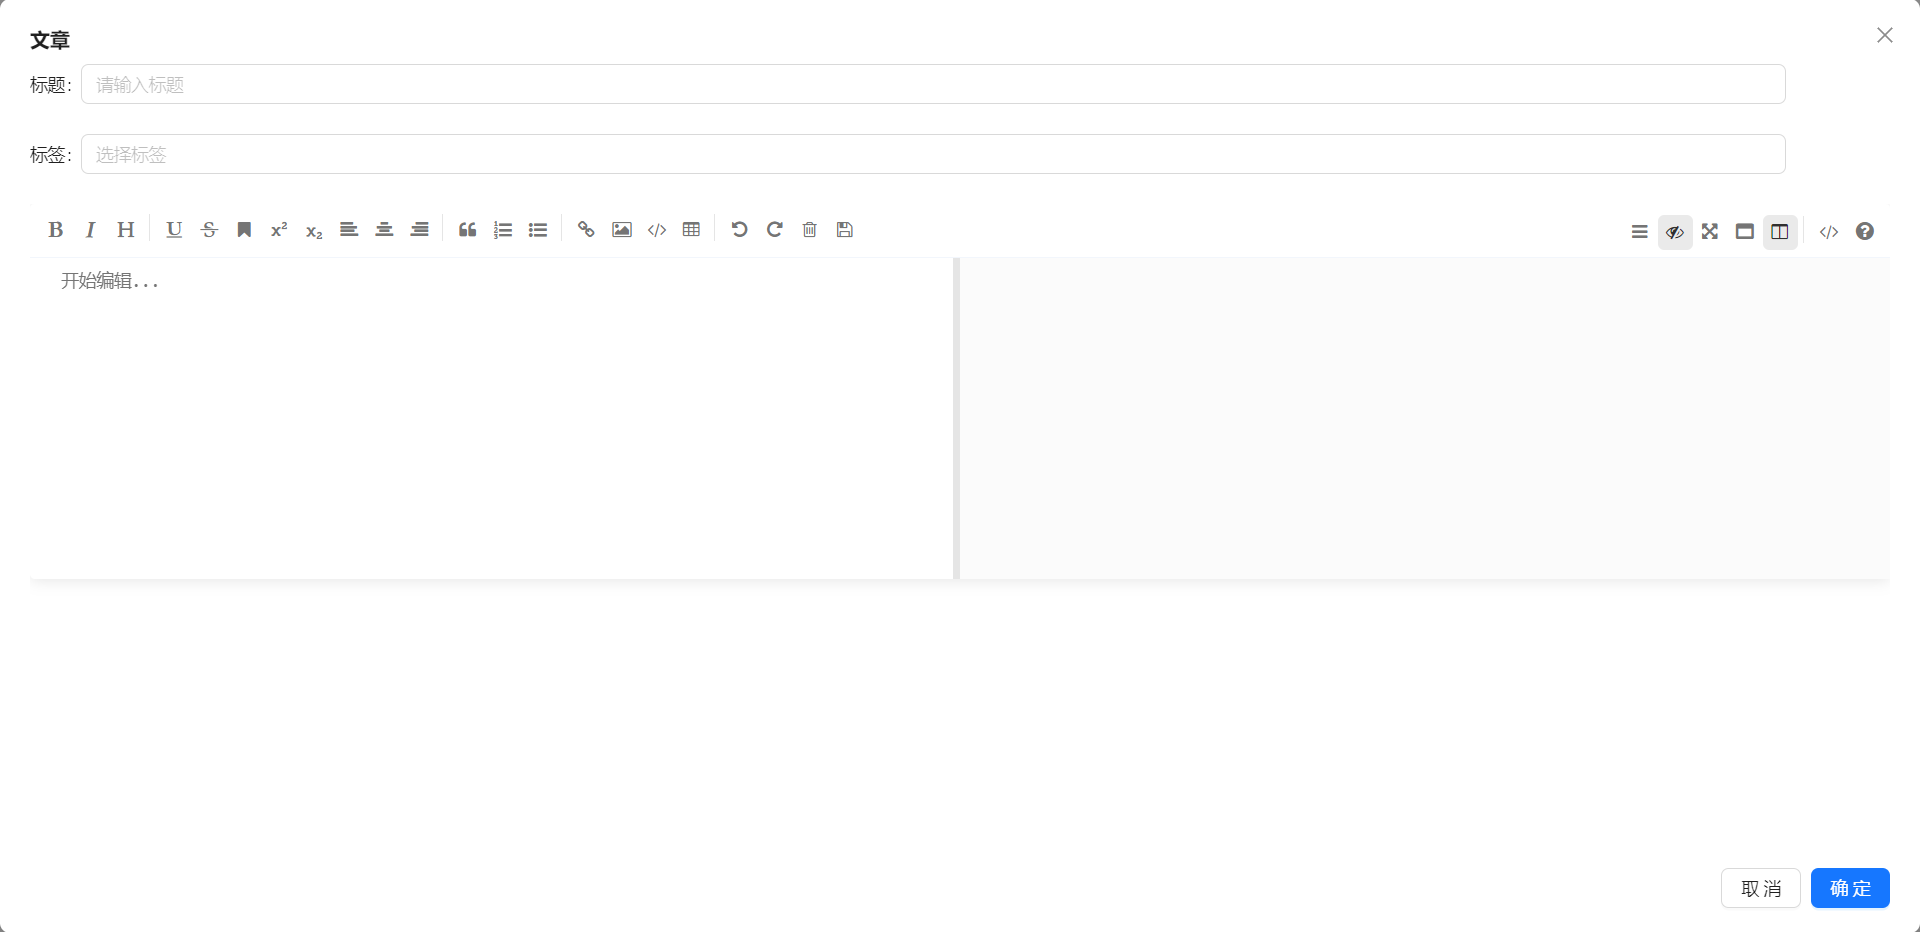 文章
标题：
请输入标题
标签：
选择标签
B I H U S x² x₂
开始编辑...
取 消
确 定